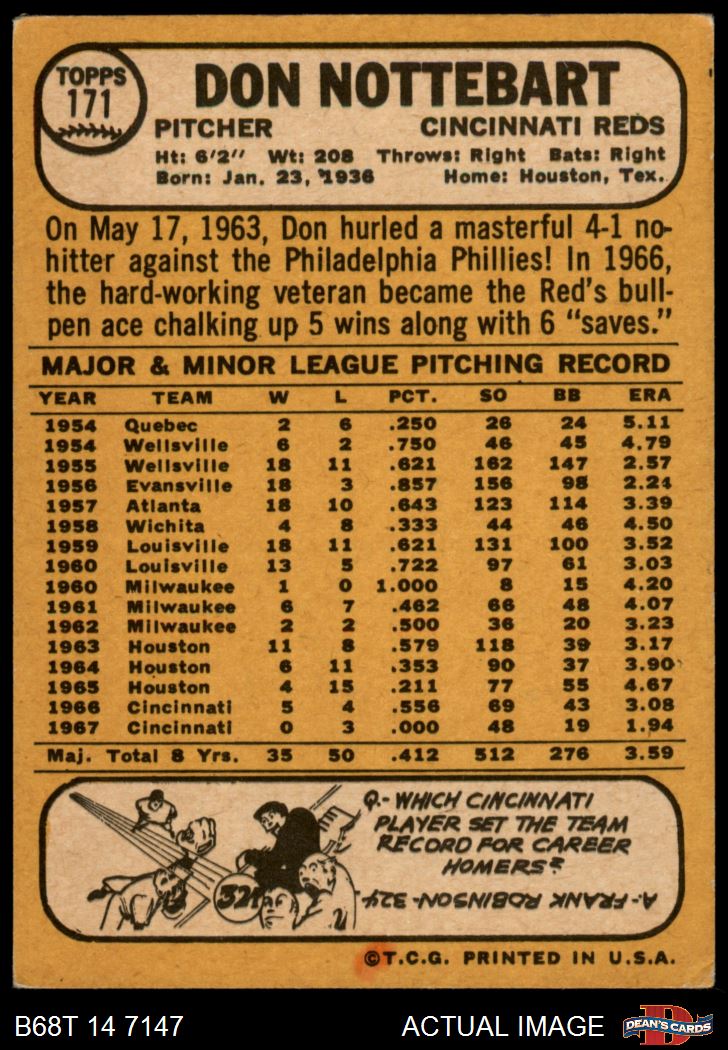 TOPPS
171
DON NOTTEBART
PITCHER CINCINNATI REDS
Ht: 6'2" Wt: 208 Throws: Right Bats: Right
Born: Jan. 23, 1936 Home: Houston, Tex.
On May 17, 1963, Don hurled a masterful 4-1 no-
hitter against the Philadelphia Phillies! In 1966,
the hard-working veteran became the Red's bull-
pen ace chalking up 5 wins along with 6 "saves."
MAJOR & MINOR LEAGUE PITCHING RECORD
YEAR TEAM W L PCT. SO BB ERA
1954 Quebec 2 6 .250 26 24 5.11
1954 Wellsville 6 2 .750 46 45 4.79
1955 Wellsville 18 11 .621 162 147 2.57
1956 Evansville 18 3 .857 156 98 2.24
1957 Atlanta 18 10 .643 123 114 3.39
1958 Wichita 4 8 .333 44 46 4.50
1959 Louisville 18 11 .621 131 100 3.52
1960 Louisville 13 5 .722 97 61 3.03
1960 Milwaukee 1 0 1.000 8 15 4.20
1961 Milwaukee 6 7 .462 66 48 4.07
1962 Milwaukee 2 2 .500 36 20 3.23
1963 Houston 11 8 .579 118 39 3.17
1964 Houston 6 11 .353 90 37 3.90
1965 Houston 4 15 .211 77 55 4.67
1966 Cincinnati 5 4 .556 69 43 3.08
1967 Cincinnati 0 3 .000 48 19 1.94
Maj. Total 8 Yrs. 35 50 .412 512 276 3.59
Q.- WHICH CINCINNATI
PLAYER SET THE TEAM
RECORD FOR CAREER
HOMERS?
324
A.- FRANK ROBINSON - 324
©T.C.G. PRINTED IN U.S.A.
B68T 14 7147 ACTUAL IMAGE
D
DEAN'S CARDS